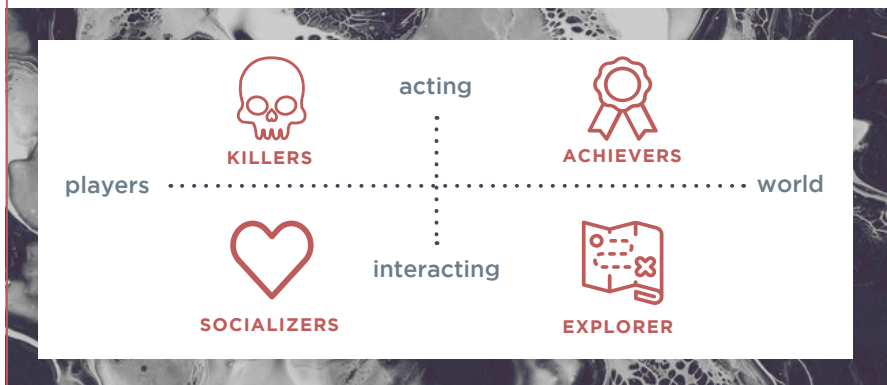 acting
KILLERS
ACHIEVERS
players
world
interacting
SOCIALIZERS
EXPLORER